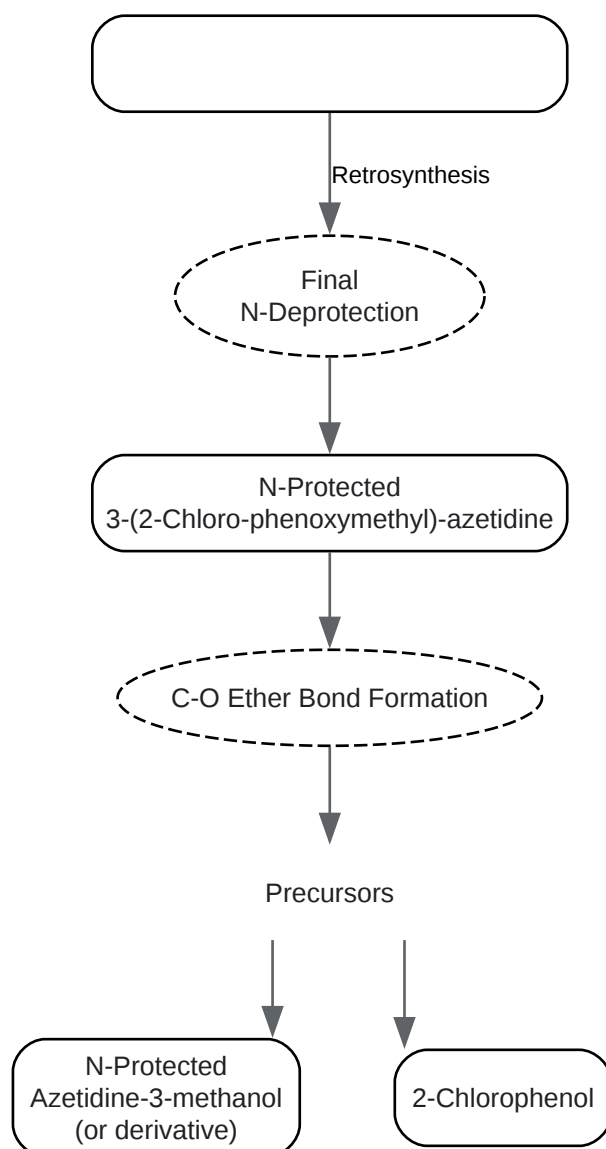 Retrosynthesis
Final
N-Deprotection
N-Protected
3-(2-Chloro-phenoxymethyl)-azetidine
C-O Ether Bond Formation
Precursors
N-Protected
Azetidine-3-methanol
(or derivative)
2-Chlorophenol